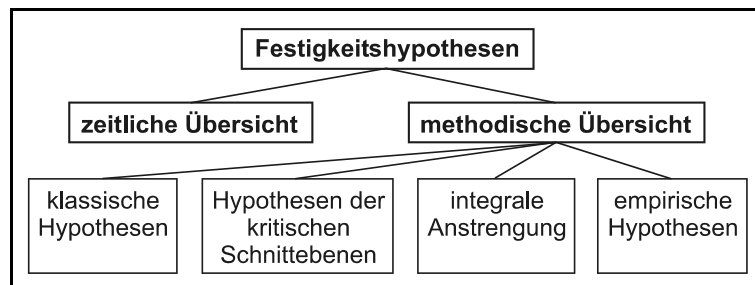 Festigkeitshypothesen
zeitliche Übersicht
methodische Übersicht
klassische
Hypothesen
Hypothesen der
kritischen
Schnittebenen
integrale
Anstrengung
empirische
Hypothesen